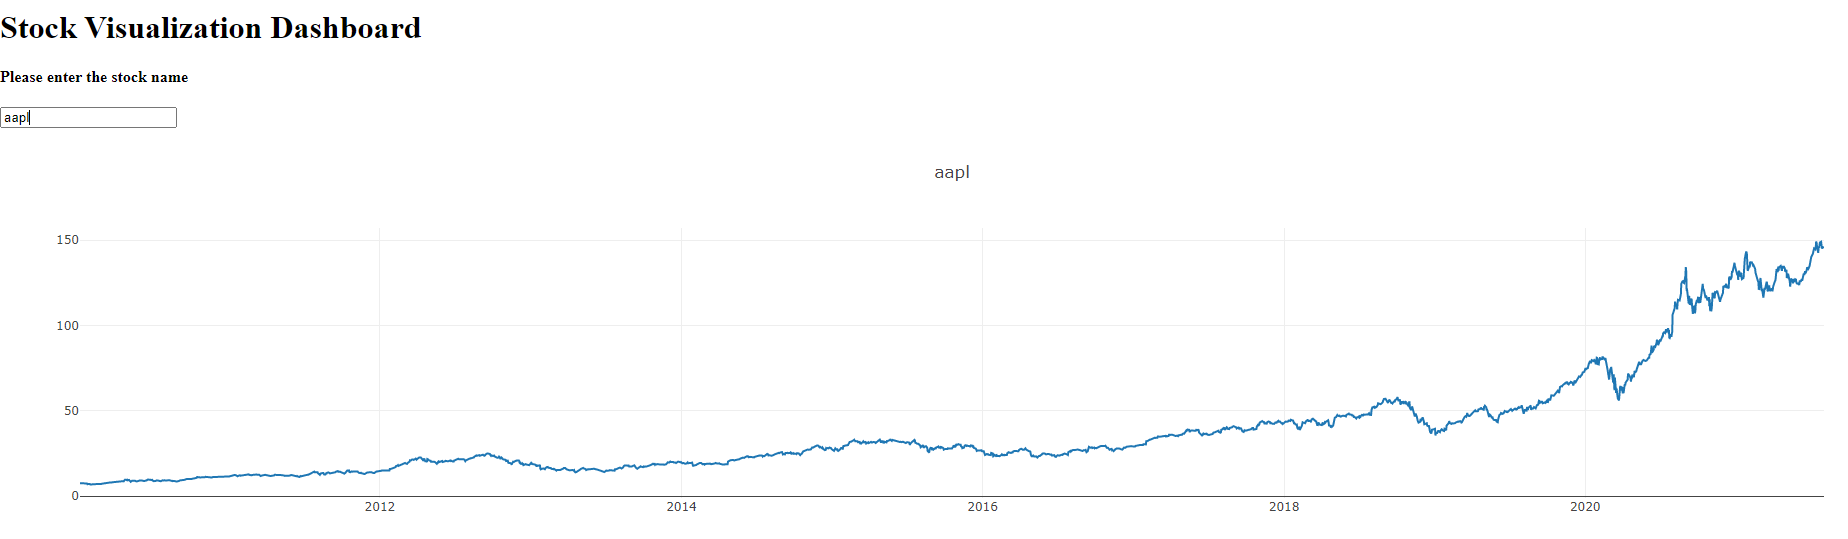 Stock Visualization Dashboard
Please enter the stock name
aapl
aapl
150
100
50
0
2012 2014 2016 2018 2020